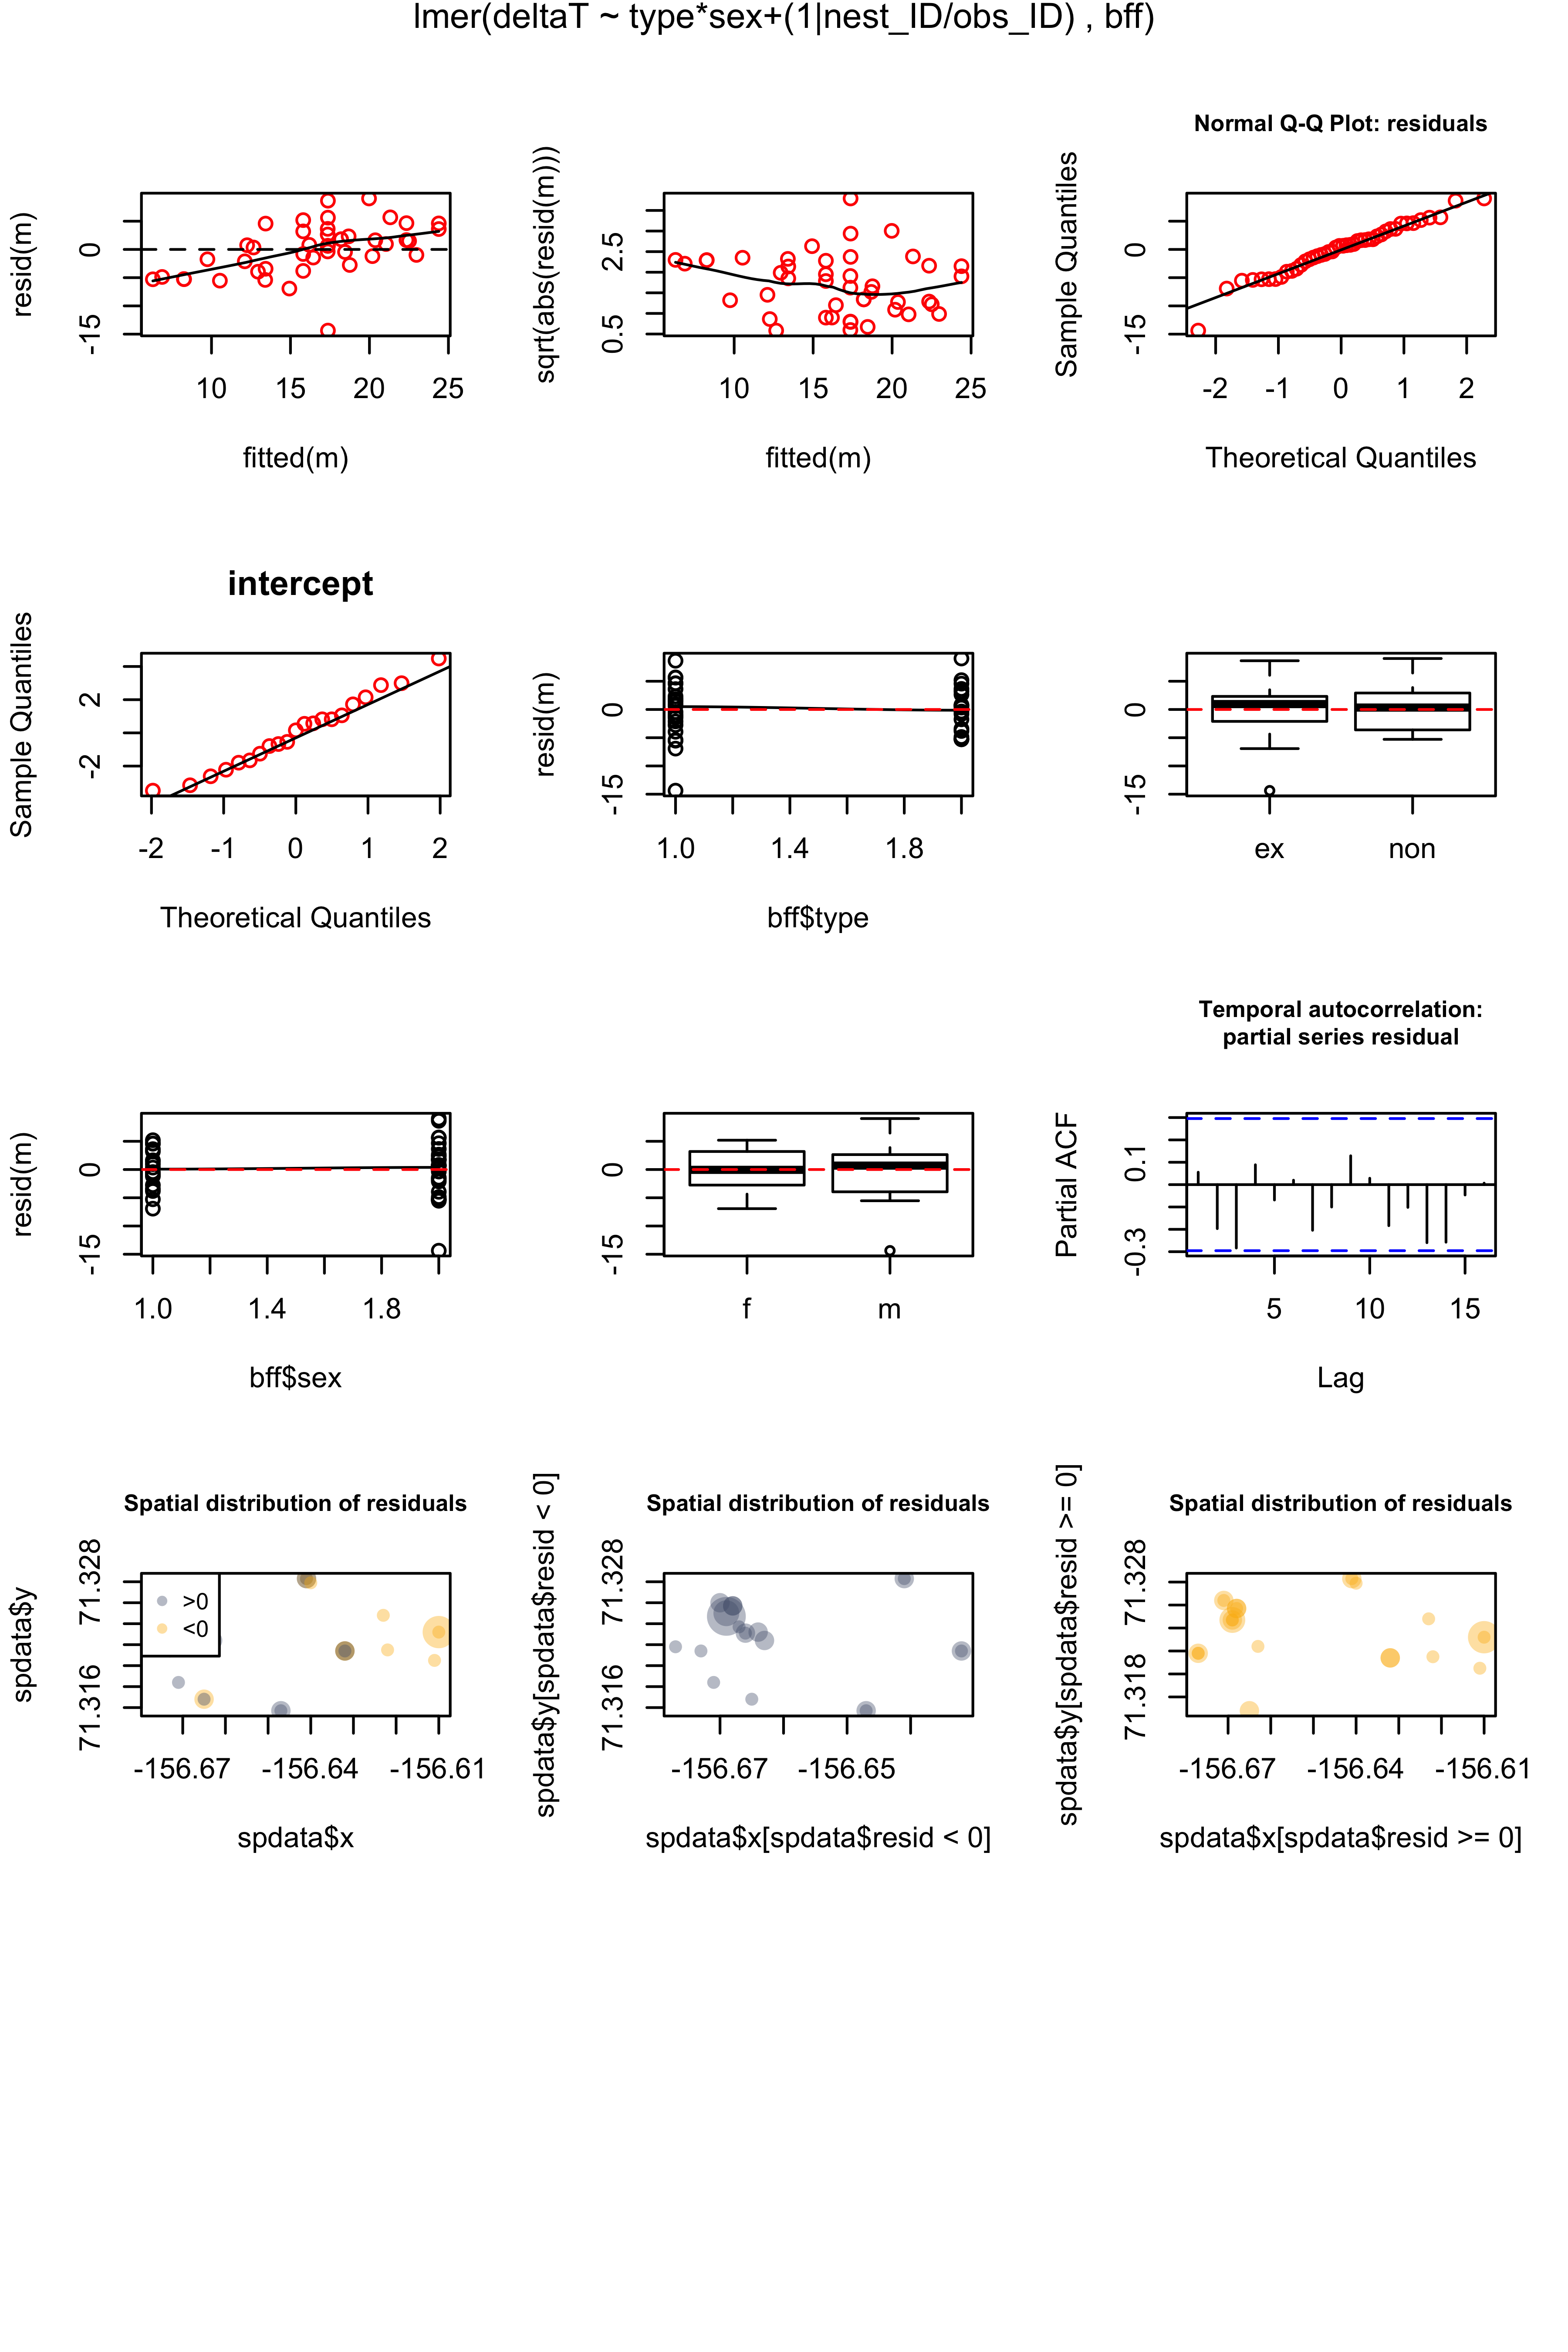 lmer(deltaT ~ type*sex+(1|nest_ID/obs_ID) , bff)
resid(m)
0
-15
10 15 20 25
fitted(m)
sqrt(abs(resid(m)))
2.5
0.5
10 15 20 25
fitted(m)
Normal Q-Q Plot: residuals
Sample Quantiles
0
-15
-2 -1 0 1 2
Theoretical Quantiles
intercept
Sample Quantiles
2
-2
-2 -1 0 1 2
Theoretical Quantiles
resid(m)
0
-15
1.0 1.4 1.8
bff$type
0
-15
ex non
resid(m)
0
-15
1.0 1.4 1.8
bff$sex
0
-15
f m
Temporal autocorrelation:
partial series residual
Partial ACF
0.1
-0.3
5 10 15
Lag
Spatial distribution of residuals
spdata$y
71.328
71.316
>0
<0
-156.67 -156.64 -156.61
spdata$x
Spatial distribution of residuals
spdata$y[spdata$resid < 0]
71.328
71.316
-156.67 -156.65
spdata$x[spdata$resid < 0]
Spatial distribution of residuals
spdata$y[spdata$resid >= 0]
71.328
71.318
-156.67 -156.64 -156.61
spdata$x[spdata$resid >= 0]